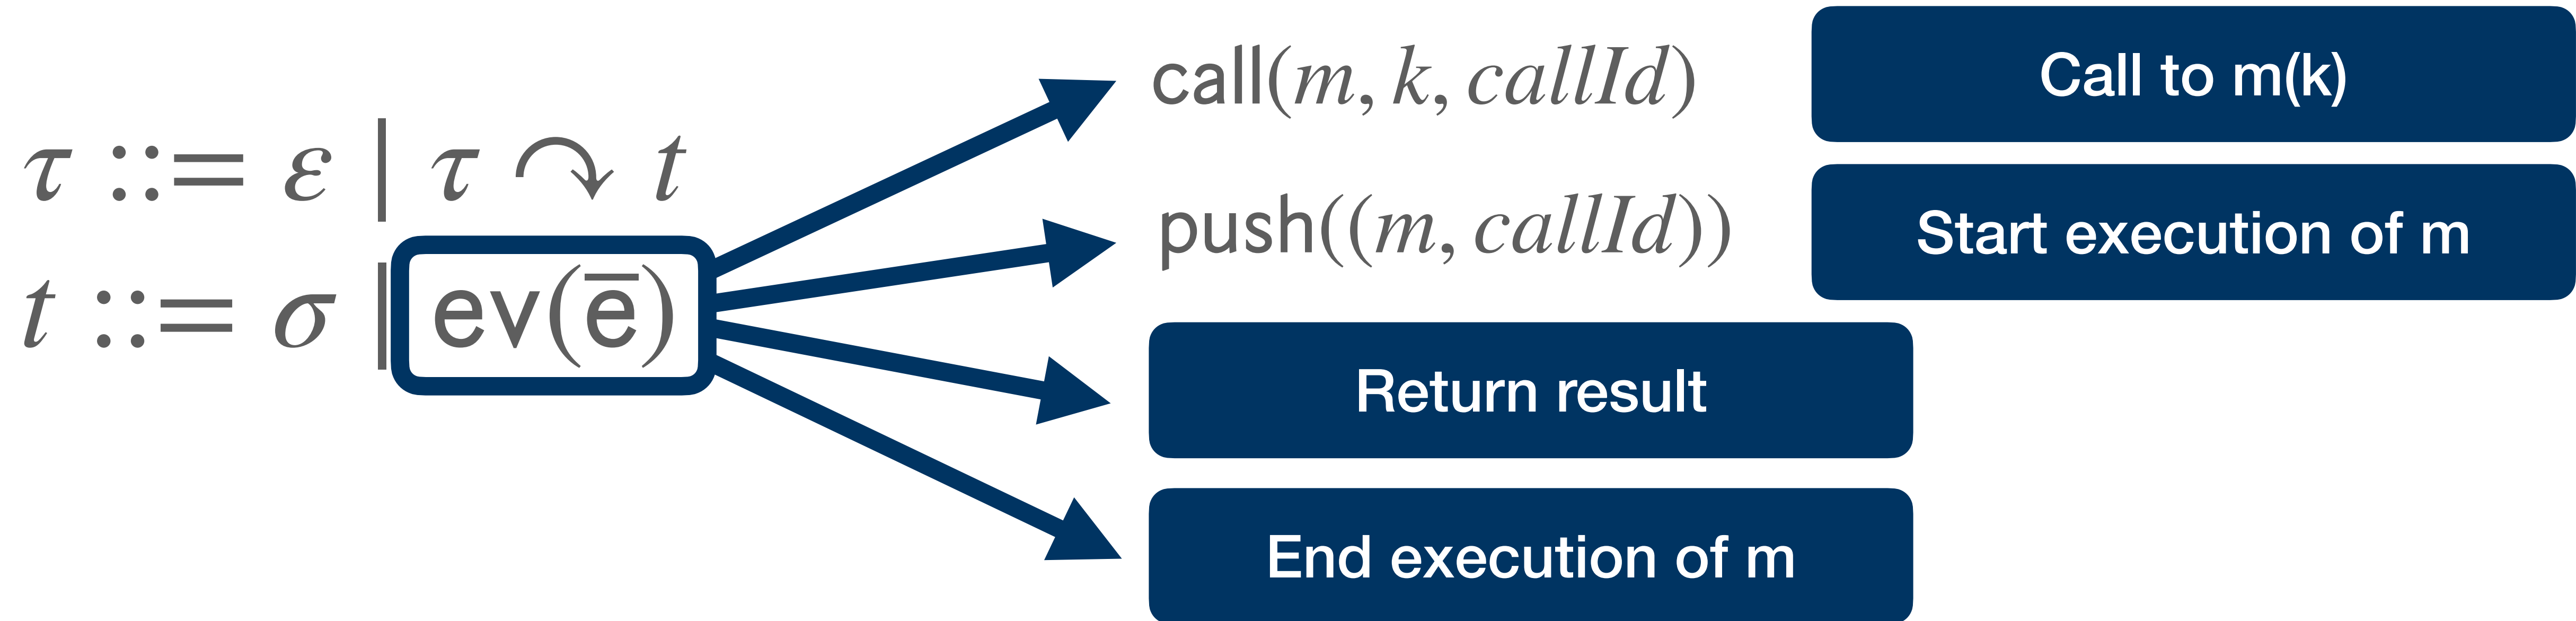 τ ::= ε | τ ↷ t
t ::= σ | ev(e̅)
call(m, k, callId)
Call to m(k)
push((m, callId))
Start execution of m
Return result
End execution of m